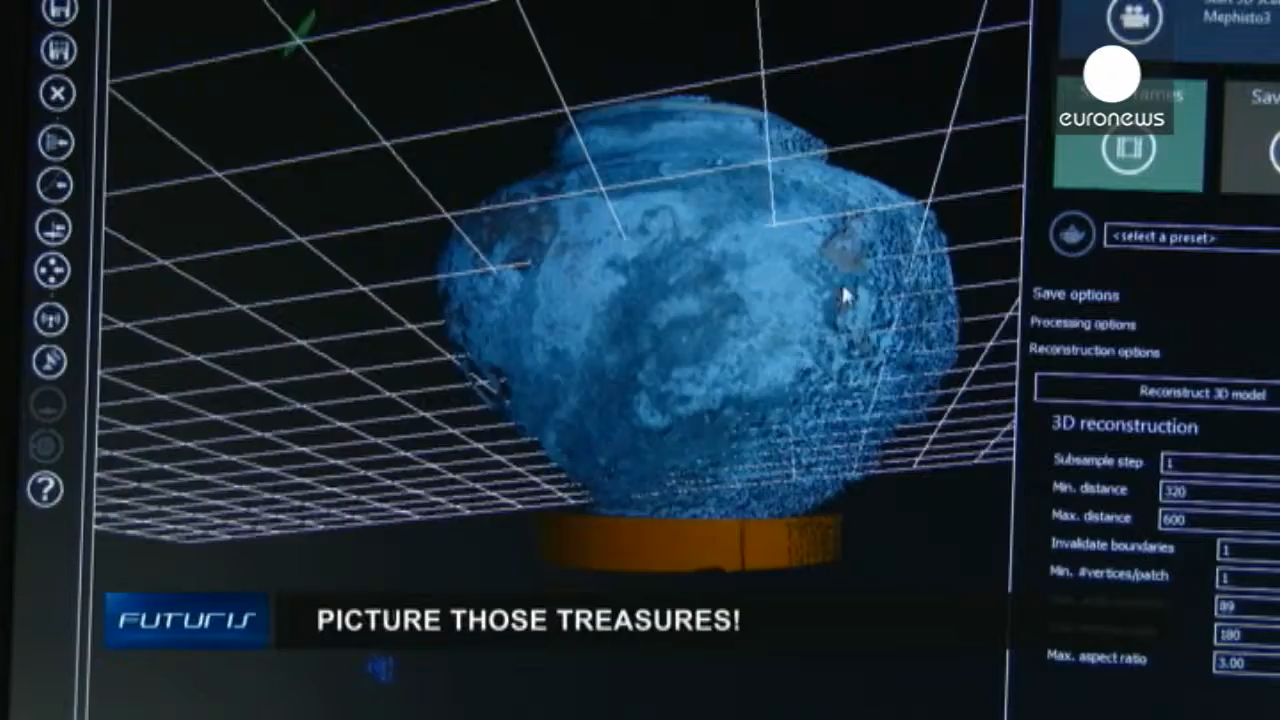 Mephisto3
euronews
Sav
<select a preset>
Save options
Processing options
Reconstruction options
Reconstruct 3D model
3D reconstruction
Subsample step 1
Min. distance 320
Max. distance 600
Invalidate boundaries 1
Min. #vertices/patch 1
89
180
Max. aspect ratio 3.00
FUTURIS
PICTURE THOSE TREASURES!
?